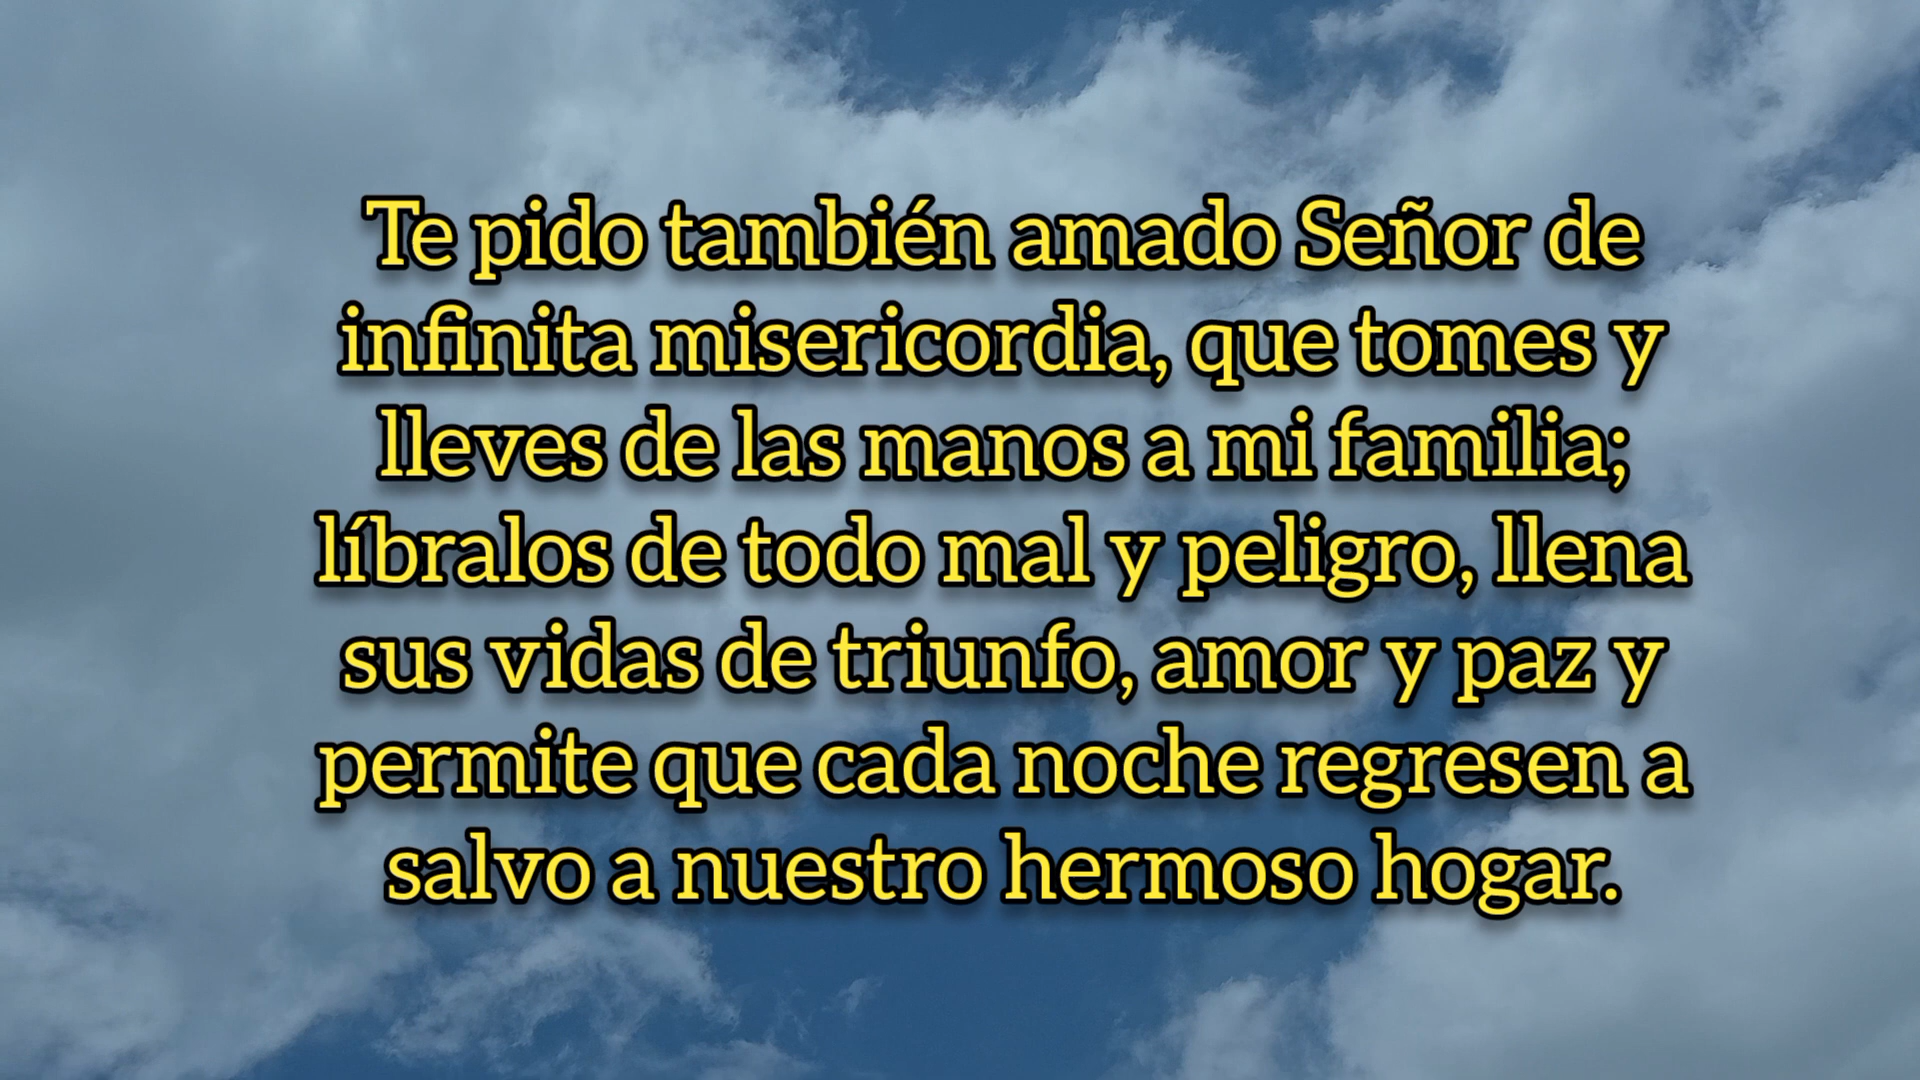 Te pido también amado Señor de
infinita misericordia, que tomes y
lleves de las manos a mi familia;
líbralos de todo mal y peligro, llena
sus vidas de triunfo, amor y paz y
permite que cada noche regresen a
salvo a nuestro hermoso hogar.